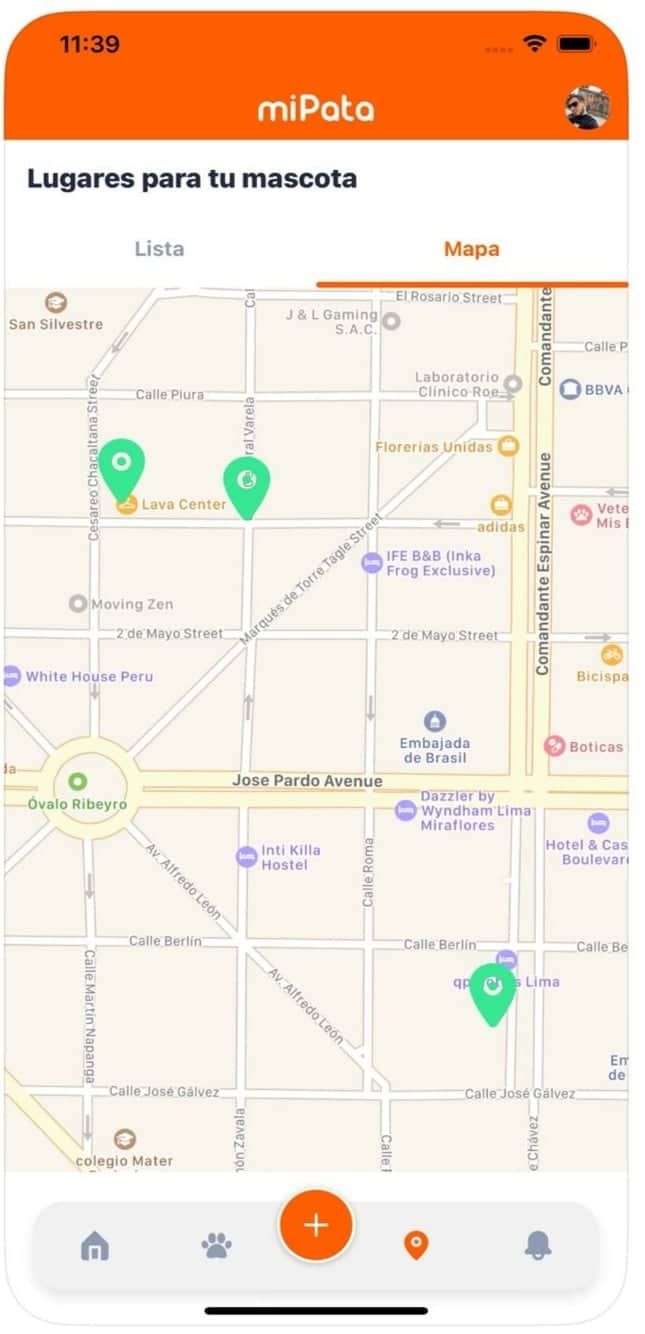 11:39
miPata
Lugares para tu mascota
Lista
Mapa
El Rosario Street
San Silvestre
J & L Gaming
S.A.C.
Comandante
Calle P
Laboratorio
Clínico Roe
BBVA
Calle Piura
Cesareo Chacaltana Street
ral Varela
Florerias Unidas
Lava Center
adidas
Vete
Mis
Comandante Espinar Avenue
Marqués de Torre Tagle Street
IFE B&B (Inka
Frog Exclusive)
Moving Zen
2 de Mayo Street
2 de Mayo Street
White House Peru
Bicispa
Embajada
de Brasil
Boticas
da
Jose Pardo Avenue
Óvalo Ribeyro
Dazzler by
Wyndham Lima
Miraflores
Inti Killa
Hostel
Hotel & Cas
Boulevar
Av. Alfredo León
Calle Roma
Calle Berlín
Calle Berlín
Calle Be
Lima
Av. Alfredo León
Calle Martin Napanga
Em
de
Calle José Gálvez
Calle José Gálvez
ón Zavala
e Chávez
colegio Mater